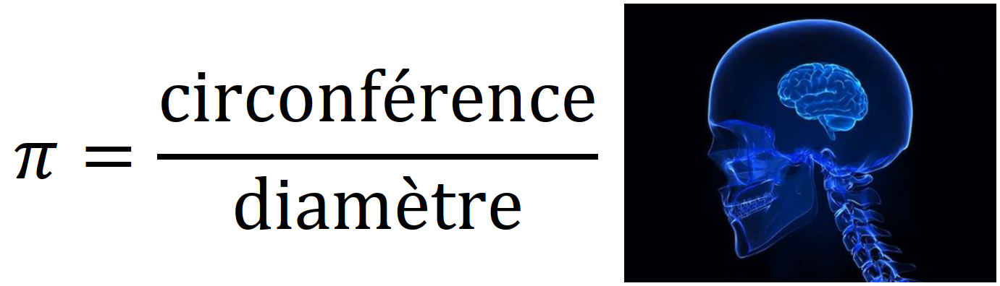 π = circonférence
diamètre